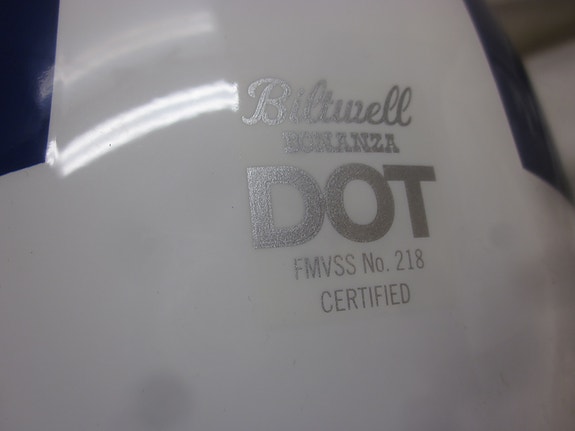 Biltwell
BONANZA
DOT
FMVSS No. 218
CERTIFIED